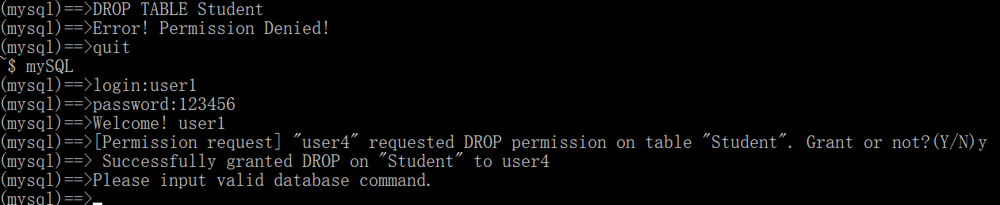 (mysql)==>DROP TABLE Student
(mysql)==>Error! Permission Denied!
(mysql)==>quit
~$ mySQL
(mysql)==>login:user1
(mysql)==>password:123456
(mysql)==>Welcome! user1
(mysql)==>[Permission request] "user4" requested DROP permission on table "Student". Grant or not?(Y/N)y
(mysql)==> Successfully granted DROP on "Student" to user4
(mysql)==>Please input valid database command.
(mysql)==>